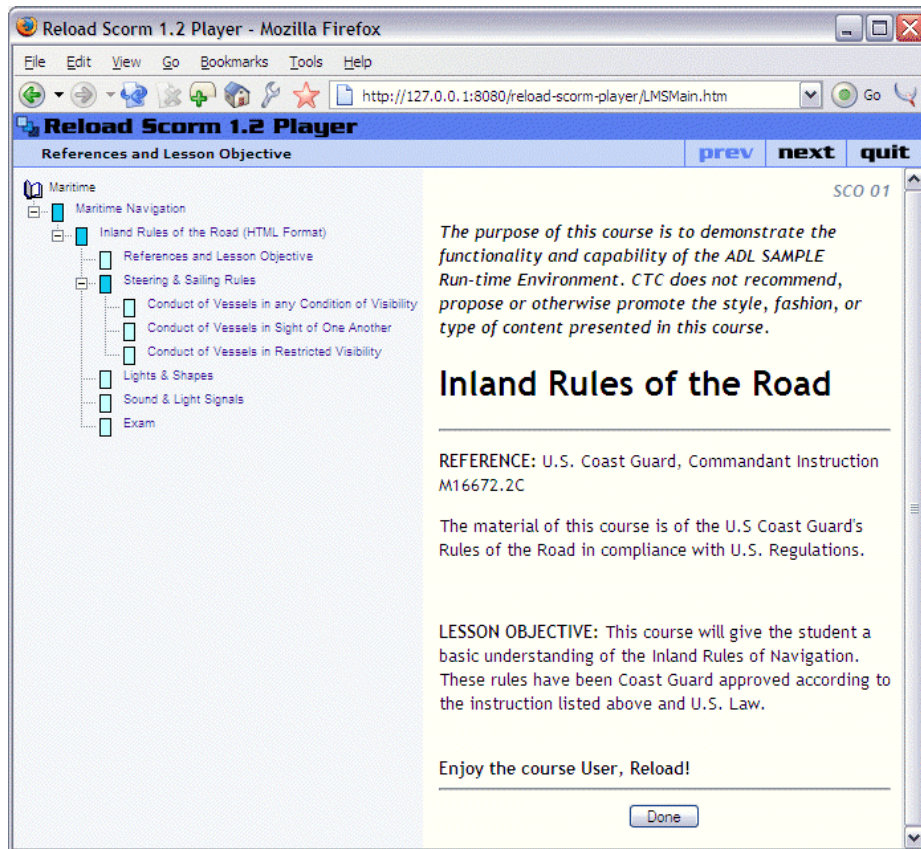 Reload Scorm 1.2 Player - Mozilla Firefox
File Edit View Go Bookmarks Tools Help
http://127.0.0.1:8080/reload-scorm-player/LMSMain.htm Go
Reload Scorm 1.2 Player
References and Lesson Objective prev next quit
Maritime
Maritime Navigation
Inland Rules of the Road (HTML Format)
References and Lesson Objective
Steering & Sailing Rules
Conduct of Vessels in any Condition of Visibility
Conduct of Vessels in Sight of One Another
Conduct of Vessels in Restricted Visibility
Lights & Shapes
Sound & Light Signals
Exam
SCO 01
The purpose of this course is to demonstrate the
functionality and capability of the ADL SAMPLE
Run-time Environment. CTC does not recommend,
propose or otherwise promote the style, fashion, or
type of content presented in this course.
Inland Rules of the Road
REFERENCE: U.S. Coast Guard, Commandant Instruction
M16672.2C
The material of this course is of the U.S Coast Guard's
Rules of the Road in compliance with U.S. Regulations.
LESSON OBJECTIVE: This course will give the student a
basic understanding of the Inland Rules of Navigation.
These rules have been Coast Guard approved according to
the instruction listed above and U.S. Law.
Enjoy the course User, Reload!
Done